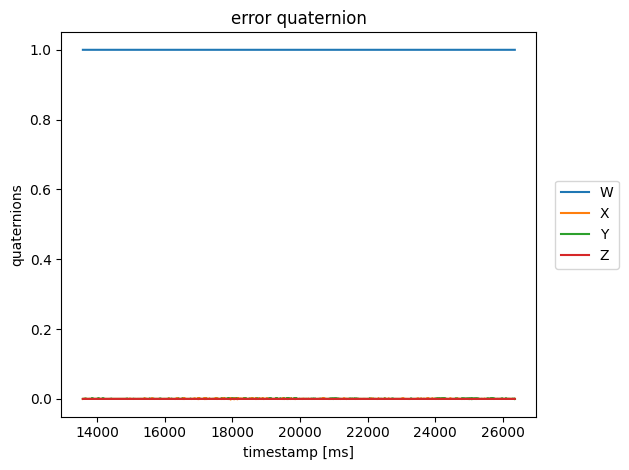 error quaternion
1.0
0.8
0.6
0.4
0.2
0.0
quaternions
14000 16000 18000 20000 22000 24000 26000
timestamp [ms]
W
X
Y
Z